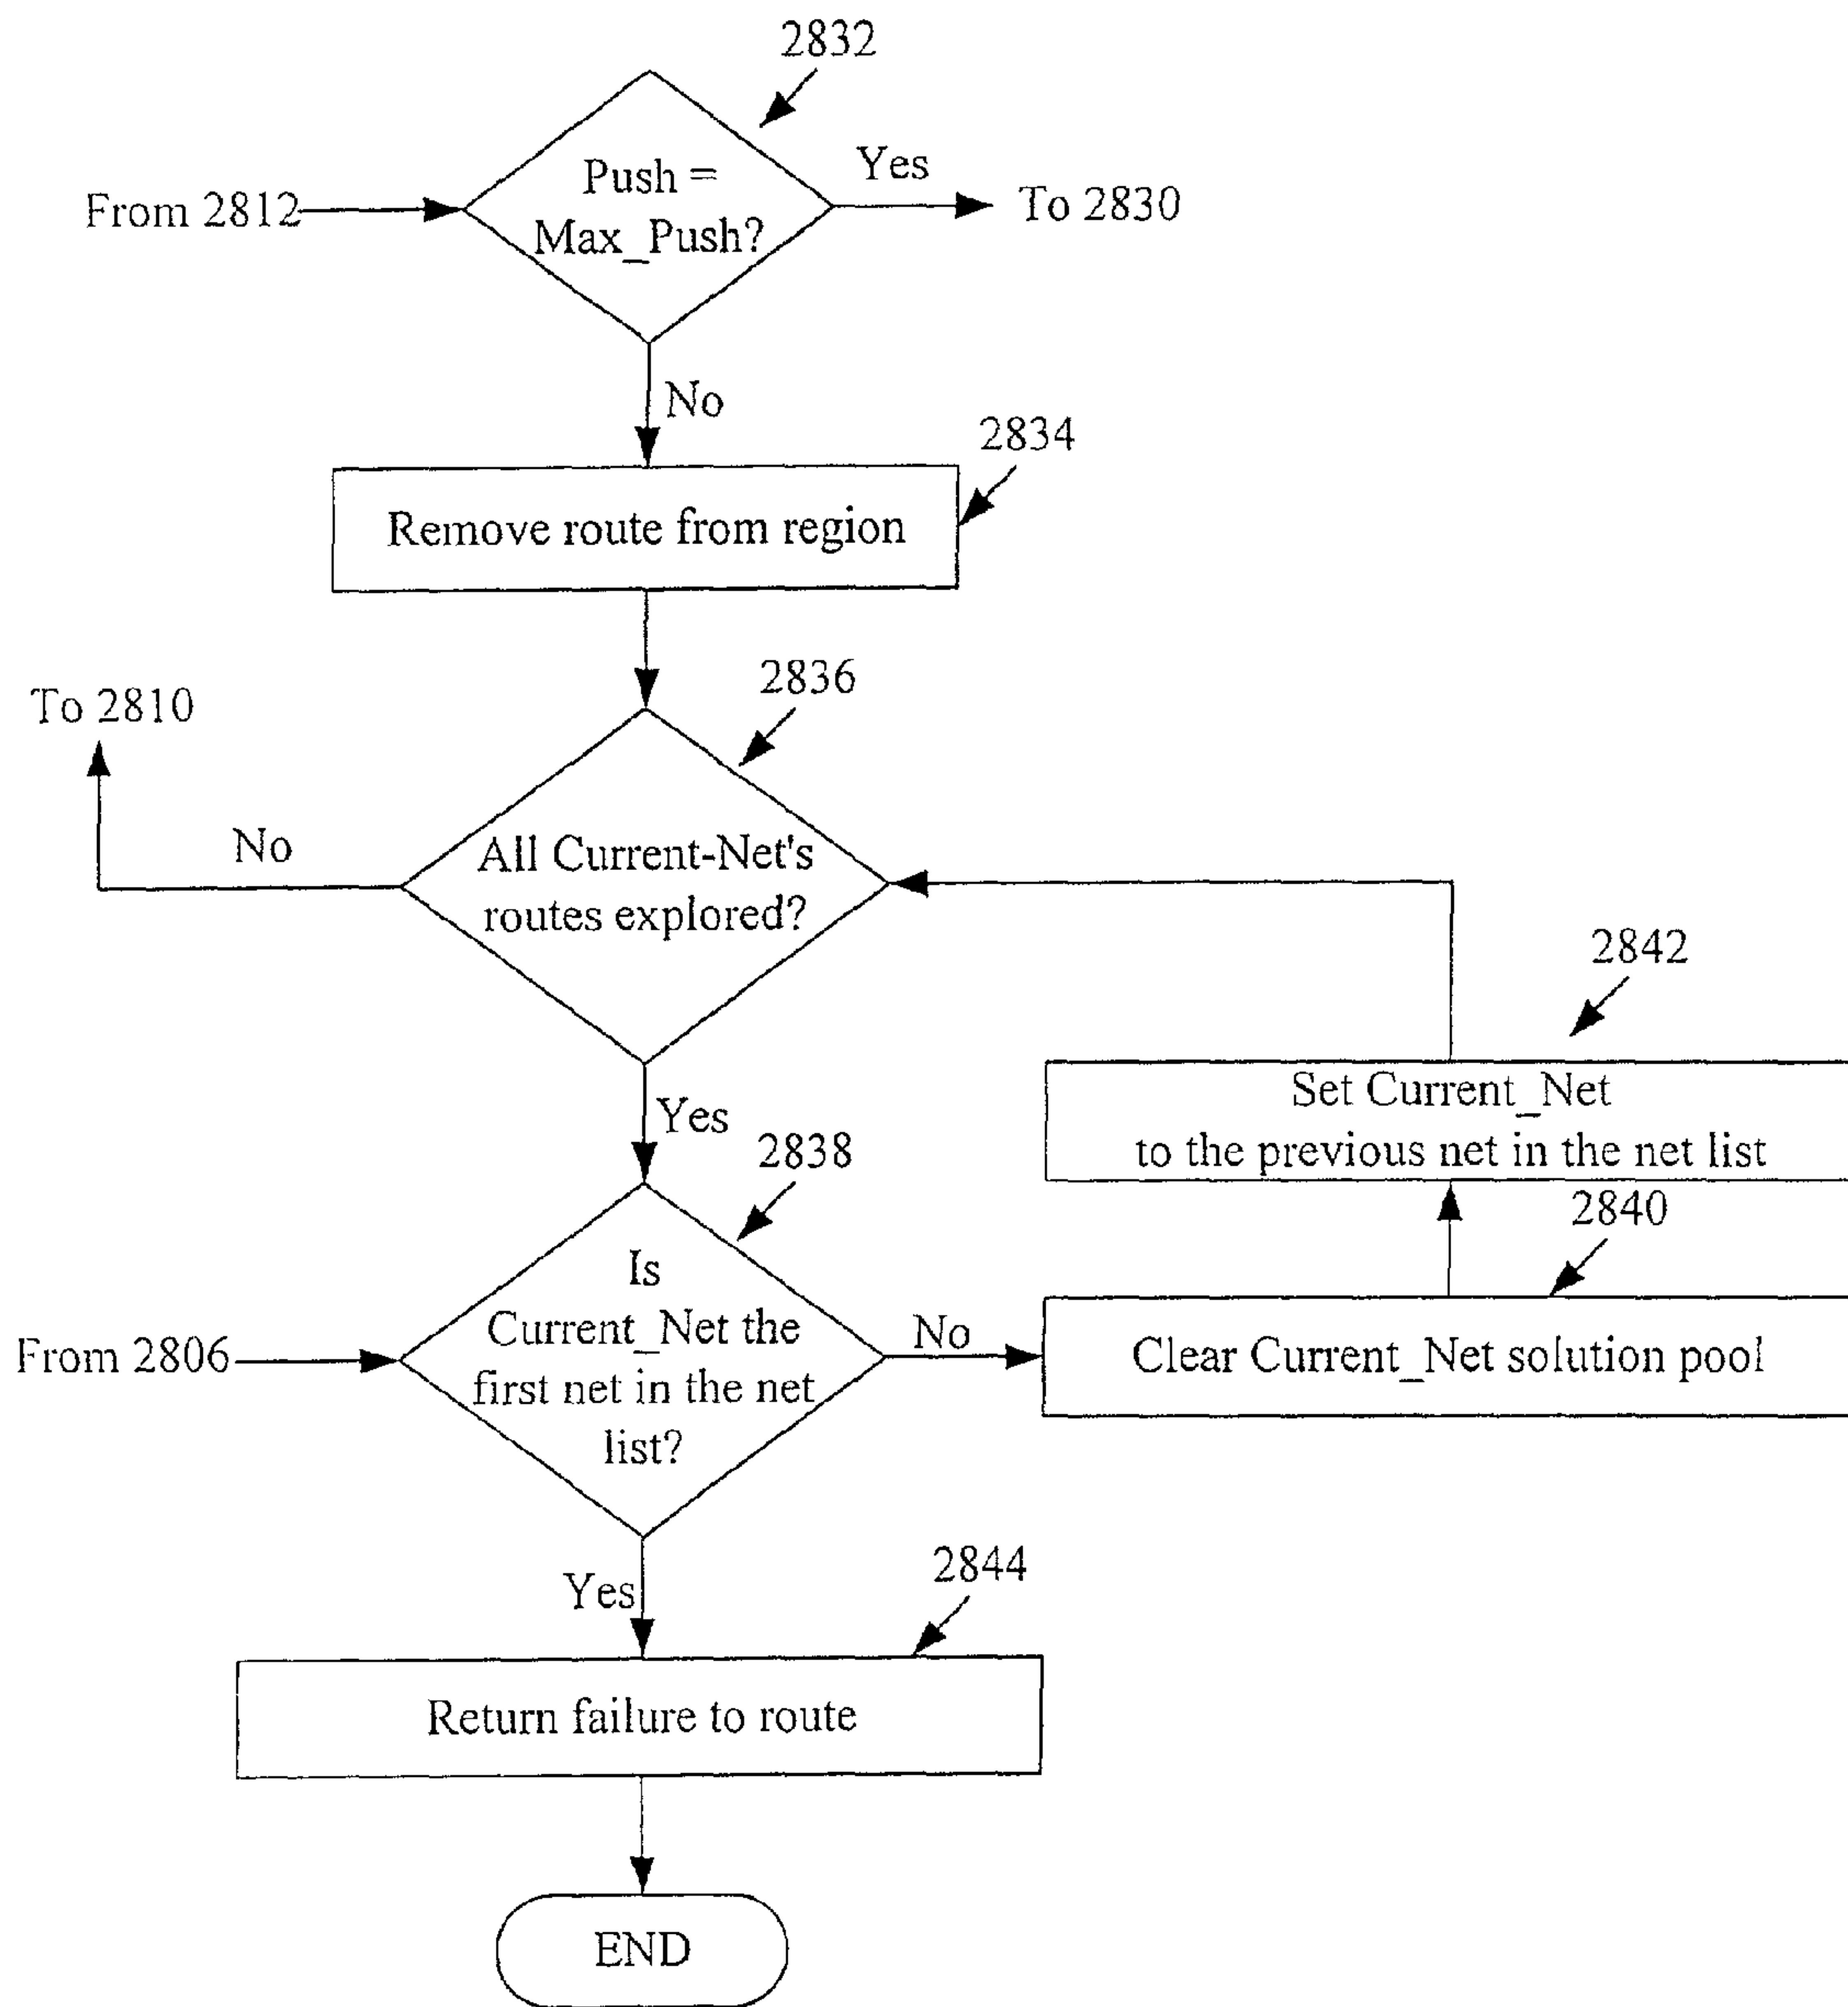 2832
Push =
Max_Push?
Yes
From 2812
To 2830
No
2834
Remove route from region
2836
To 2810
No
All Current-Net's
routes explored?
2842
Set Current_Net
to the previous net in the net list
Yes
2838
2840
Is
Current_Net the
first net in the net
list?
From 2806
No
Clear Current_Net solution pool
2844
Yes
Return failure to route
END